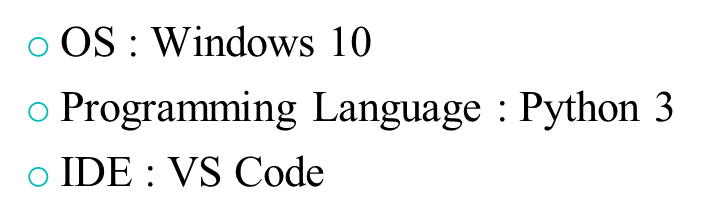 ○ OS : Windows 10
○ Programming Language : Python 3
○ IDE : VS Code